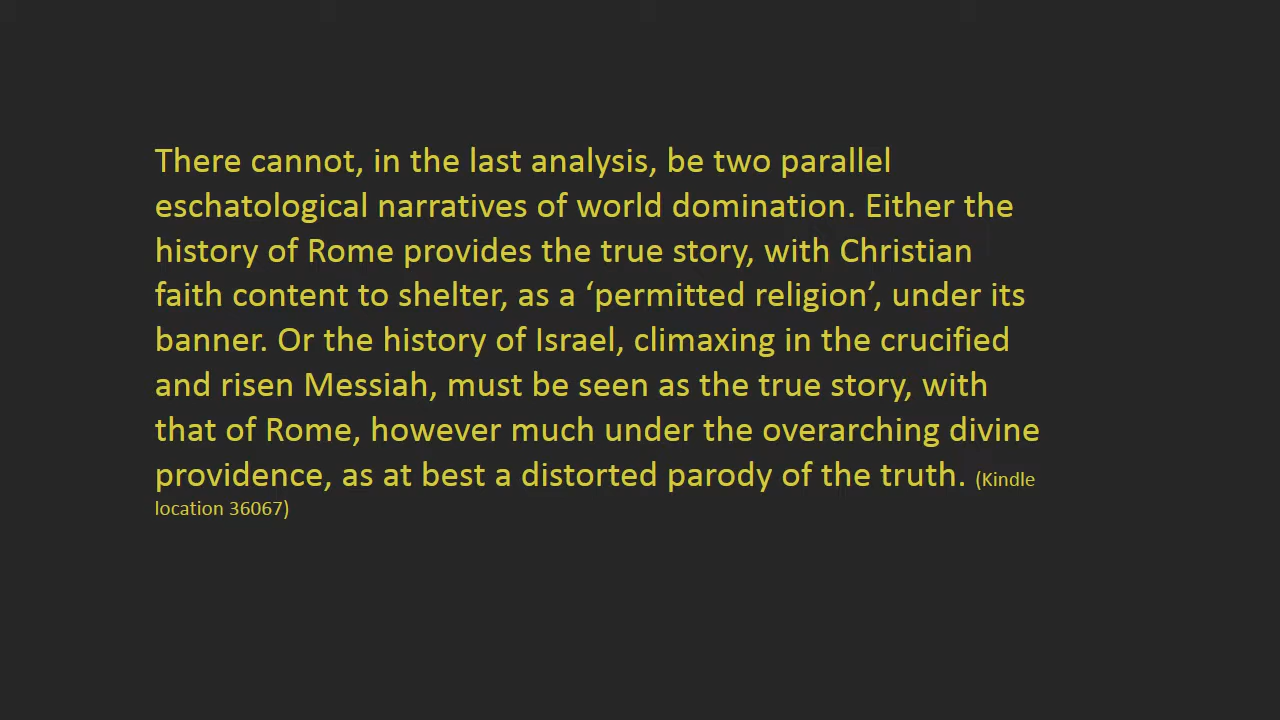 There cannot, in the last analysis, be two parallel
eschatological narratives of world domination. Either the
history of Rome provides the true story, with Christian
faith content to shelter, as a ‘permitted religion’, under its
banner. Or the history of Israel, climaxing in the crucified
and risen Messiah, must be seen as the true story, with
that of Rome, however much under the overarching divine
providence, as at best a distorted parody of the truth. (Kindle
location 36067)